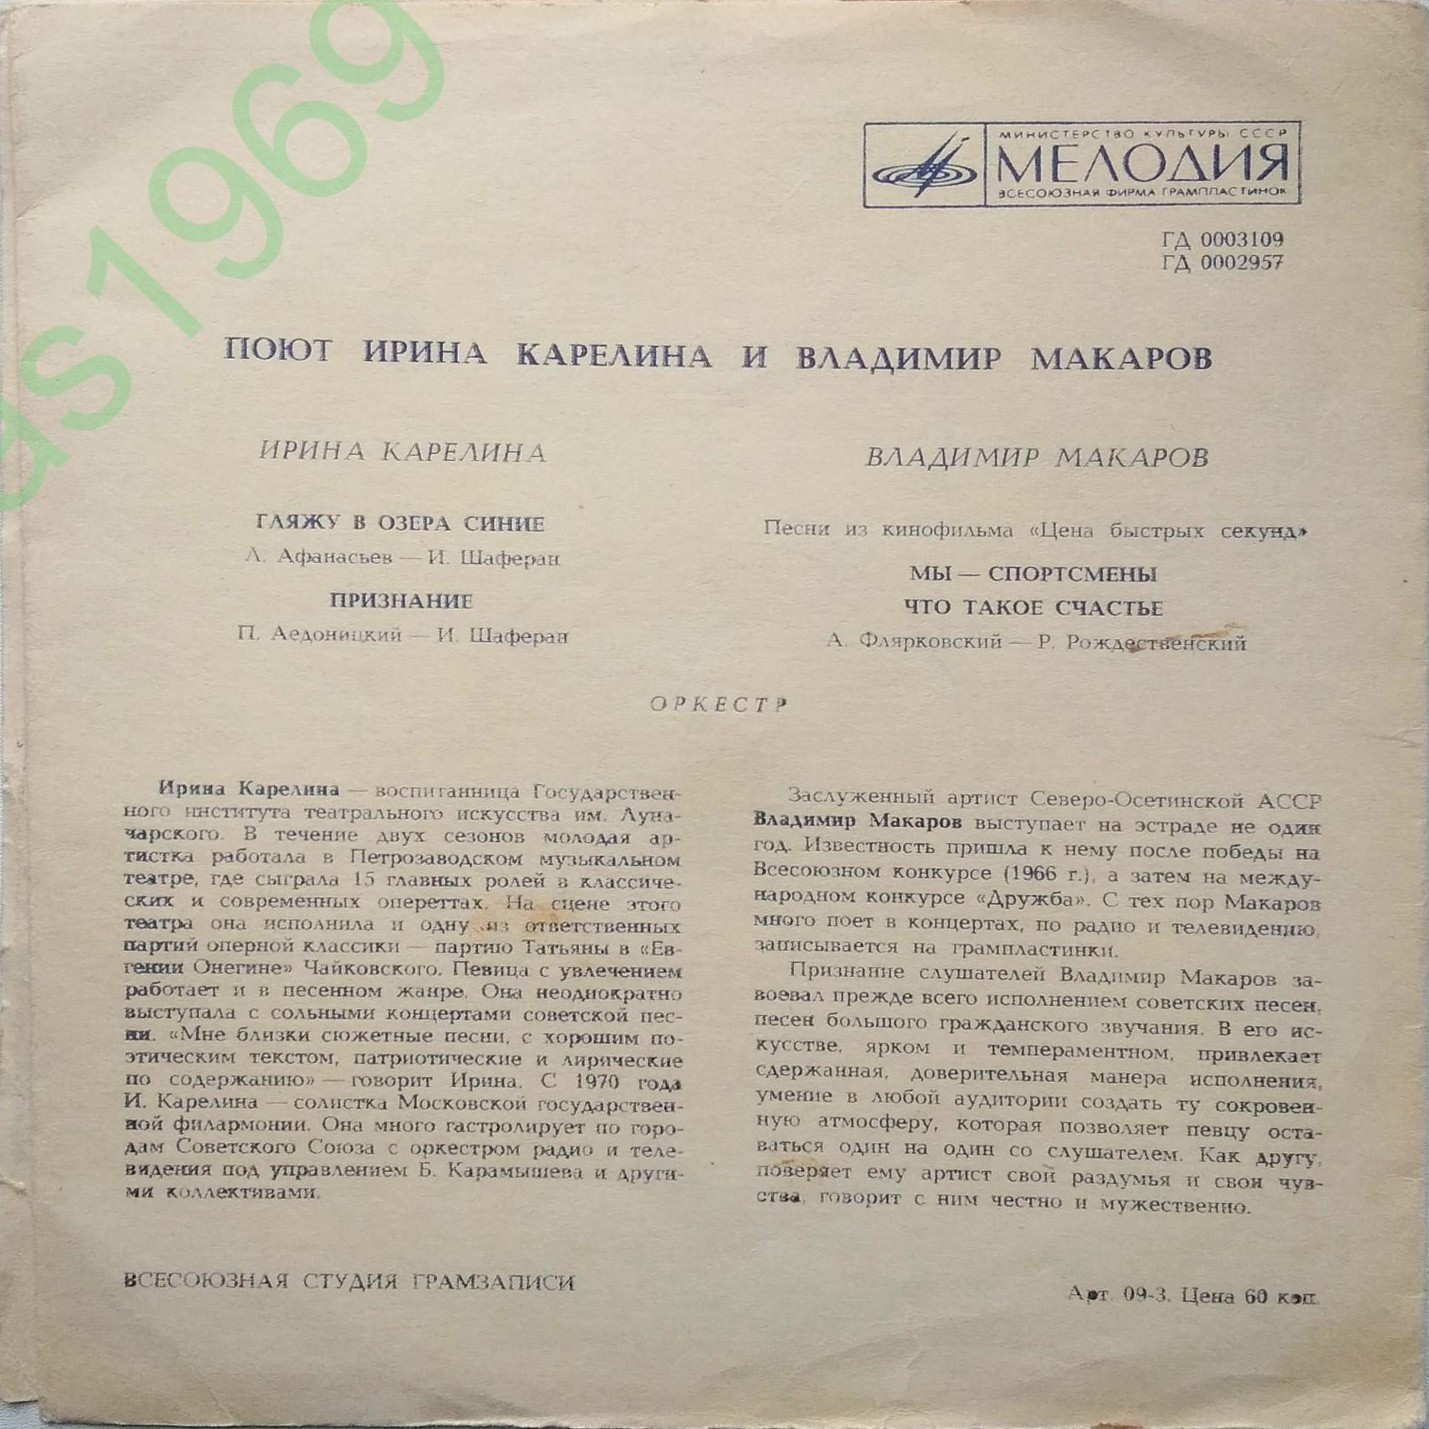 as1969
МИНИСТЕРСТВО КУЛЬТУРЫ СССР
МЕЛОДИЯ
ВСЕСОЮЗНАЯ ФИРМА ГРАМПЛАСТИНОК
ГД 0003109
ГД 0002957
ПОЮТ ИРИНА КАРЕЛИНА И ВЛАДИМИР МАКАРОВ
ИРИНА КАРЕЛИНА
ГЛЯЖУ В ОЗЕРА СИНИЕ
Л. Афанасьев — И. Шаферан
ПРИЗНАНИЕ
П. Аедоницкий — И. Шаферан
ВЛАДИМИР МАКАРОВ
Песни из кинофильма «Цена быстрых секунд»
МЫ — СПОРТСМЕНЫ
ЧТО ТАКОЕ СЧАСТЬЕ
А. Флярковский — Р. Рождественский
ОРКЕСТР
Ирина Карелина — воспитанница Государствен-
ного института театрального искусства им. Луна-
чарского. В течение двух сезонов молодая ар-
тистка работала в Петрозаводском музыкальном
театре, где сыграла 15 главных ролей в классиче-
ских и современных опереттах. На сцене этого
театра она исполнила и одну из ответственных
партий оперной классики — партию Татьяны в «Ев-
гении Онегине» Чайковского. Певица с увлечением
работает и в песенном жанре. Она неоднократно
выступала с сольными концертами советской пес-
ни. «Мне близки сюжетные песни, с хорошим по-
этическим текстом, патриотические и лирические
по содержанию» — говорит Ирина. С 1970 года
И. Карелина — солистка Московской государствен-
ной филармонии. Она много гастролирует по горо-
дам Советского Союза с оркестром радио и теле-
видения под управлением Б. Карамышева и други-
ми коллективами.
Заслуженный артист Северо-Осетинской АССР
Владимир Макаров выступает на эстраде не один
год. Известность пришла к нему после победы на
Всесоюзном конкурсе (1966 г.), а затем на между-
народном конкурсе «Дружба». С тех пор Макаров
много поет в концертах, по радио и телевидению,
записывается на грампластинки.
Признание слушателей Владимир Макаров за-
воевал прежде всего исполнением советских песен,
песен большого гражданского звучания. В его ис-
кусстве, ярком и темпераментном, привлекает
сдержанная, доверительная манера исполнения,
умение в любой аудитории создать ту сокровен-
ную атмосферу, которая позволяет певцу оста-
ваться один на один со слушателем. Как другу,
поверяет ему артист свои раздумья и свои чув-
ства, говорит с ним честно и мужественно.
ВСЕСОЮЗНАЯ СТУДИЯ ГРАМЗАПИСИ
Арт. 09-3. Цена 60 коп.